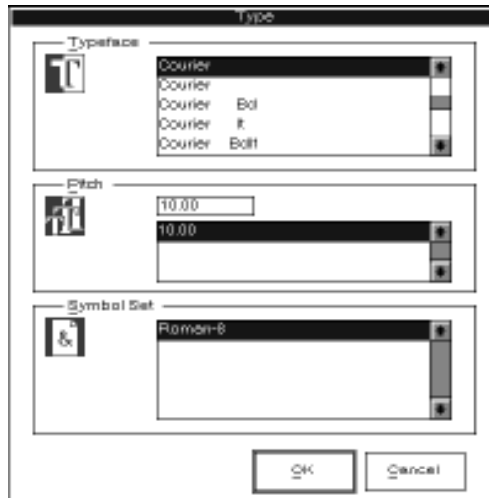 Type
Typeface
Courier
Courier
Courier Bol
Courier It
Courier BolIt
Pitch
10.00
10.00
Symbol Set
&
Roman-8
OK
Cancel